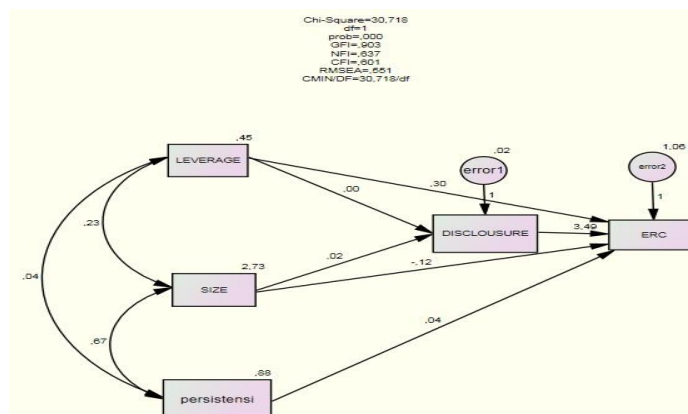 Chi-Square=30,718
df=1
prob=,000
GFI=,903
NFI=,637
CFI=,601
RMSEA=,551
CMIN/DF=30,718/df
,45
LEVERAGE
,02
error1
1
1,06
error2
1
,30
,00
DISCLOUSURE
3,49
ERC
,23
,02
-,12
2,73
SIZE
,04
,04
,67
,88
persistensi